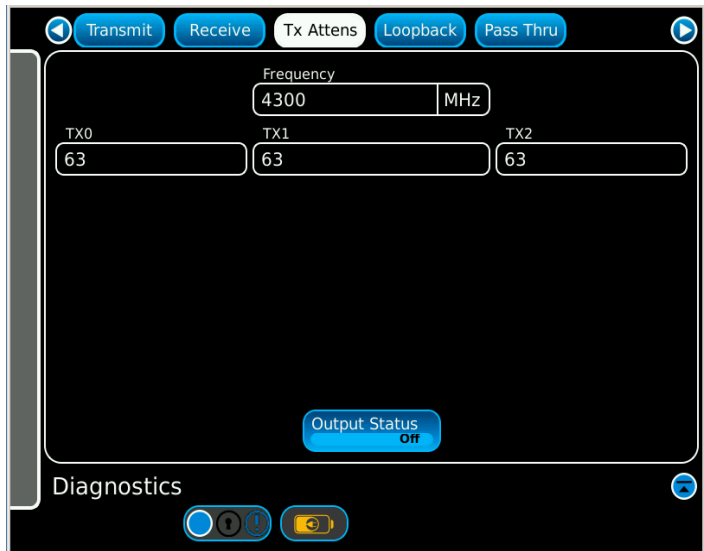 Transmit Receive Tx Attens Loopback Pass Thru
Frequency
4300 MHz
TX0 TX1 TX2
63 63 63
Output Status
Off
Diagnostics